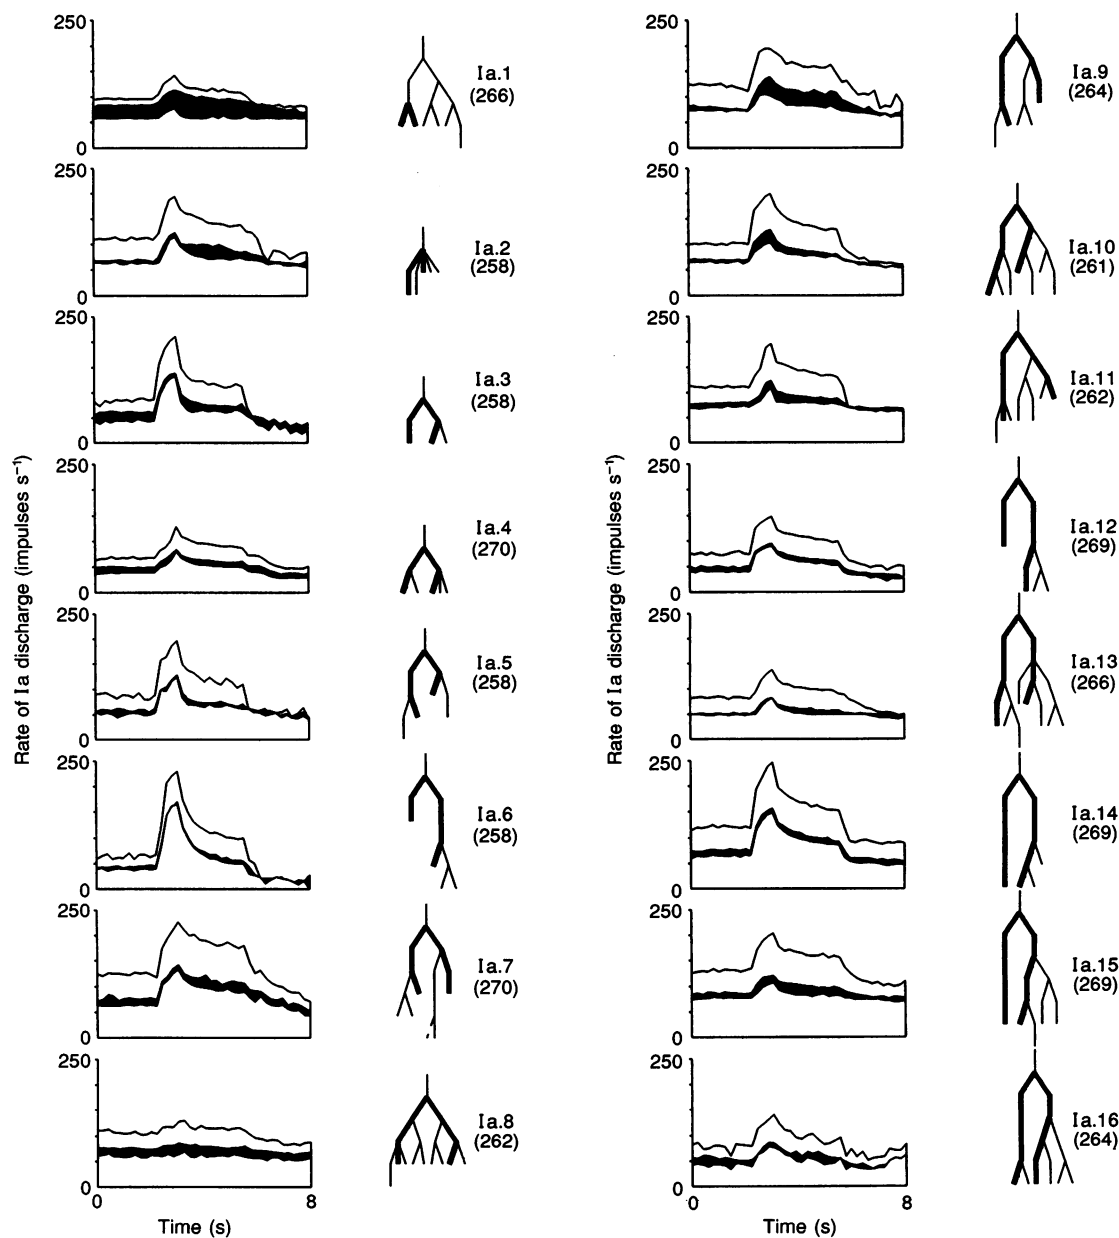 250
0
Ia.1
(266)
250
0
Ia.2
(258)
250
0
Ia.3
(258)
250
0
Ia.4
(270)
250
0
Ia.5
(258)
250
0
Ia.6
(258)
250
0
Ia.7
(270)
250
0
Ia.8
(262)
0
8
Time (s)
Rate of Ia discharge (impulses s⁻¹)
250
0
Ia.9
(264)
250
0
Ia.10
(261)
250
0
Ia.11
(262)
250
0
Ia.12
(269)
250
0
Ia.13
(266)
250
0
Ia.14
(269)
250
0
Ia.15
(269)
250
0
Ia.16
(264)
0
8
Time (s)
Rate of Ia discharge (impulses s⁻¹)